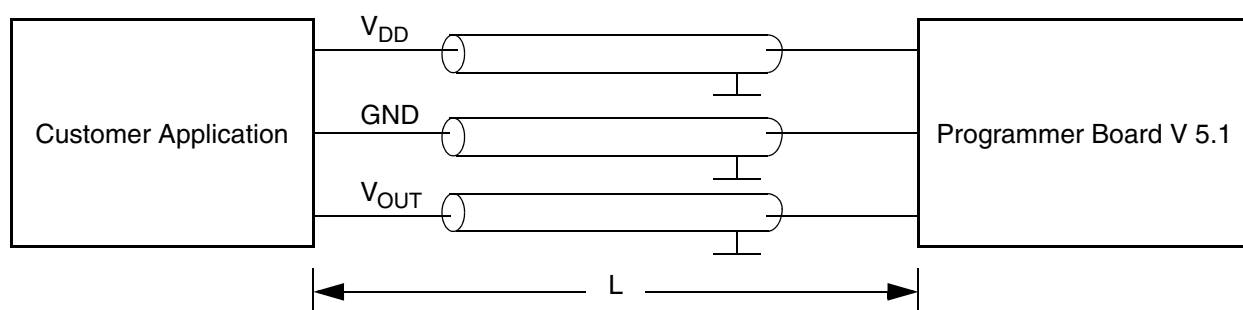 V_DD
GND
Customer Application
Programmer Board V 5.1
V_OUT
L